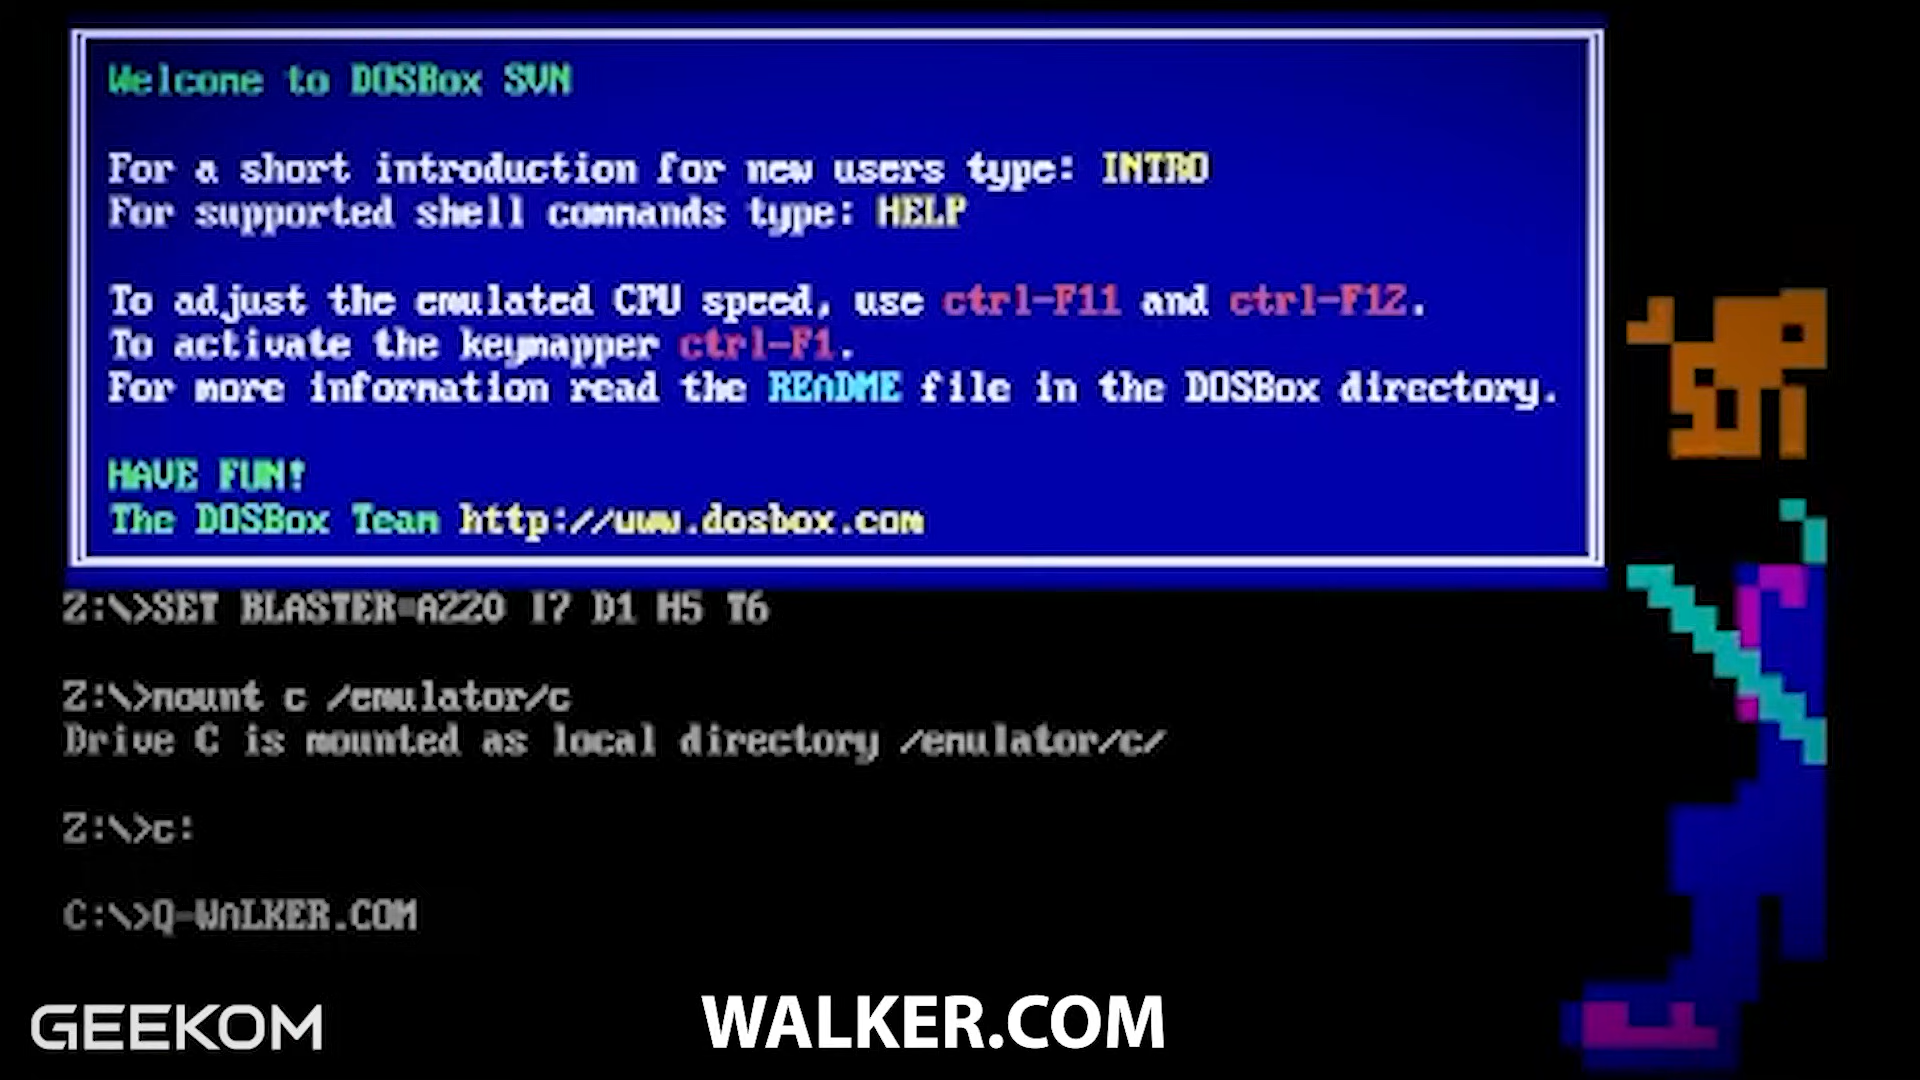 Welcome to DOSBox SVN
For a short introduction for new users type: INTRO
For supported shell commands type: HELP
To adjust the emulated CPU speed, use ctrl-F11 and ctrl-F12.
To activate the keymapper ctrl-F1.
For more information read the README file in the DOSBox directory.
HAVE FUN!
The DOSBox Team http://www.dosbox.com
Z:\>SET BLASTER=A220 I7 D1 H5 T6
Z:\>mount c /emulator/c
Drive C is mounted as local directory /emulator/c/
Z:\>c:
C:\>Q-WALKER.COM
GEEKOM
WALKER.COM